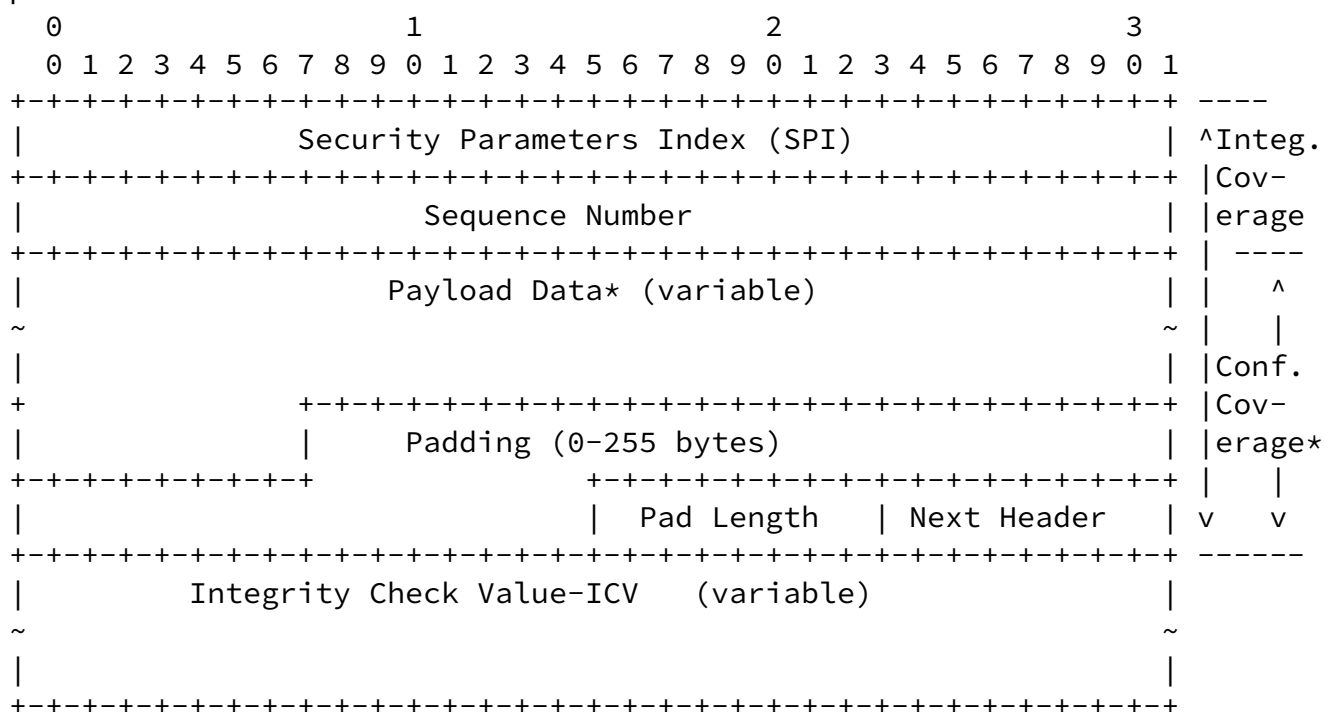 0                   1                   2                   3
0 1 2 3 4 5 6 7 8 9 0 1 2 3 4 5 6 7 8 9 0 1 2 3 4 5 6 7 8 9 0 1
+-+-+-+-+-+-+-+-+-+-+-+-+-+-+-+-+-+-+-+-+-+-+-+-+-+-+-+-+-+-+-+-+ ----
|               Security Parameters Index (SPI)                  | ^Integ.
+-+-+-+-+-+-+-+-+-+-+-+-+-+-+-+-+-+-+-+-+-+-+-+-+-+-+-+-+-+-+-+-+ |Cov-
|                      Sequence Number                          | |erage
+-+-+-+-+-+-+-+-+-+-+-+-+-+-+-+-+-+-+-+-+-+-+-+-+-+-+-+-+-+-+-+-+ | ----
|                    Payload Data* (variable)                   | |   ^
~                                                               ~ |   |
|                                                               | |Conf.
+               +-+-+-+-+-+-+-+-+-+-+-+-+-+-+-+-+-+-+-+-+-+-+-+-+ |Cov-
|               |     Padding (0-255 bytes)                     | |erage*
+-+-+-+-+-+-+-+-+               +-+-+-+-+-+-+-+-+-+-+-+-+-+-+-+-+ |   |
|                               |  Pad Length   | Next Header   | v   v
+-+-+-+-+-+-+-+-+-+-+-+-+-+-+-+-+-+-+-+-+-+-+-+-+-+-+-+-+-+-+-+-+ ------
|         Integrity Check Value-ICV   (variable)                |
~                                                               ~
|                                                               |
+-+-+-+-+-+-+-+-+-+-+-+-+-+-+-+-+-+-+-+-+-+-+-+-+-+-+-+-+-+-+-+-+